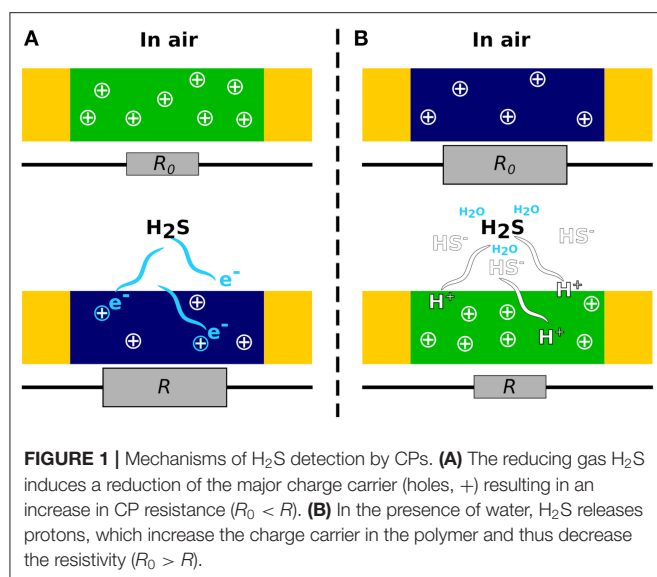 A
In air
R₀
H2S
e⁻
e⁻
e⁻
R
B
In air
R₀
H₂O H₂O
H2S
HS⁻ HS⁻
H₂O
HS⁻
H⁺ H⁺
H⁺
R
FIGURE 1 | Mechanisms of H₂S detection by CPs. (A) The reducing gas H₂S
induces a reduction of the major charge carrier (holes, +) resulting in an
increase in CP resistance (R₀ < R). (B) In the presence of water, H₂S releases
protons, which increase the charge carrier in the polymer and thus decrease
the resistivity (R₀ > R).